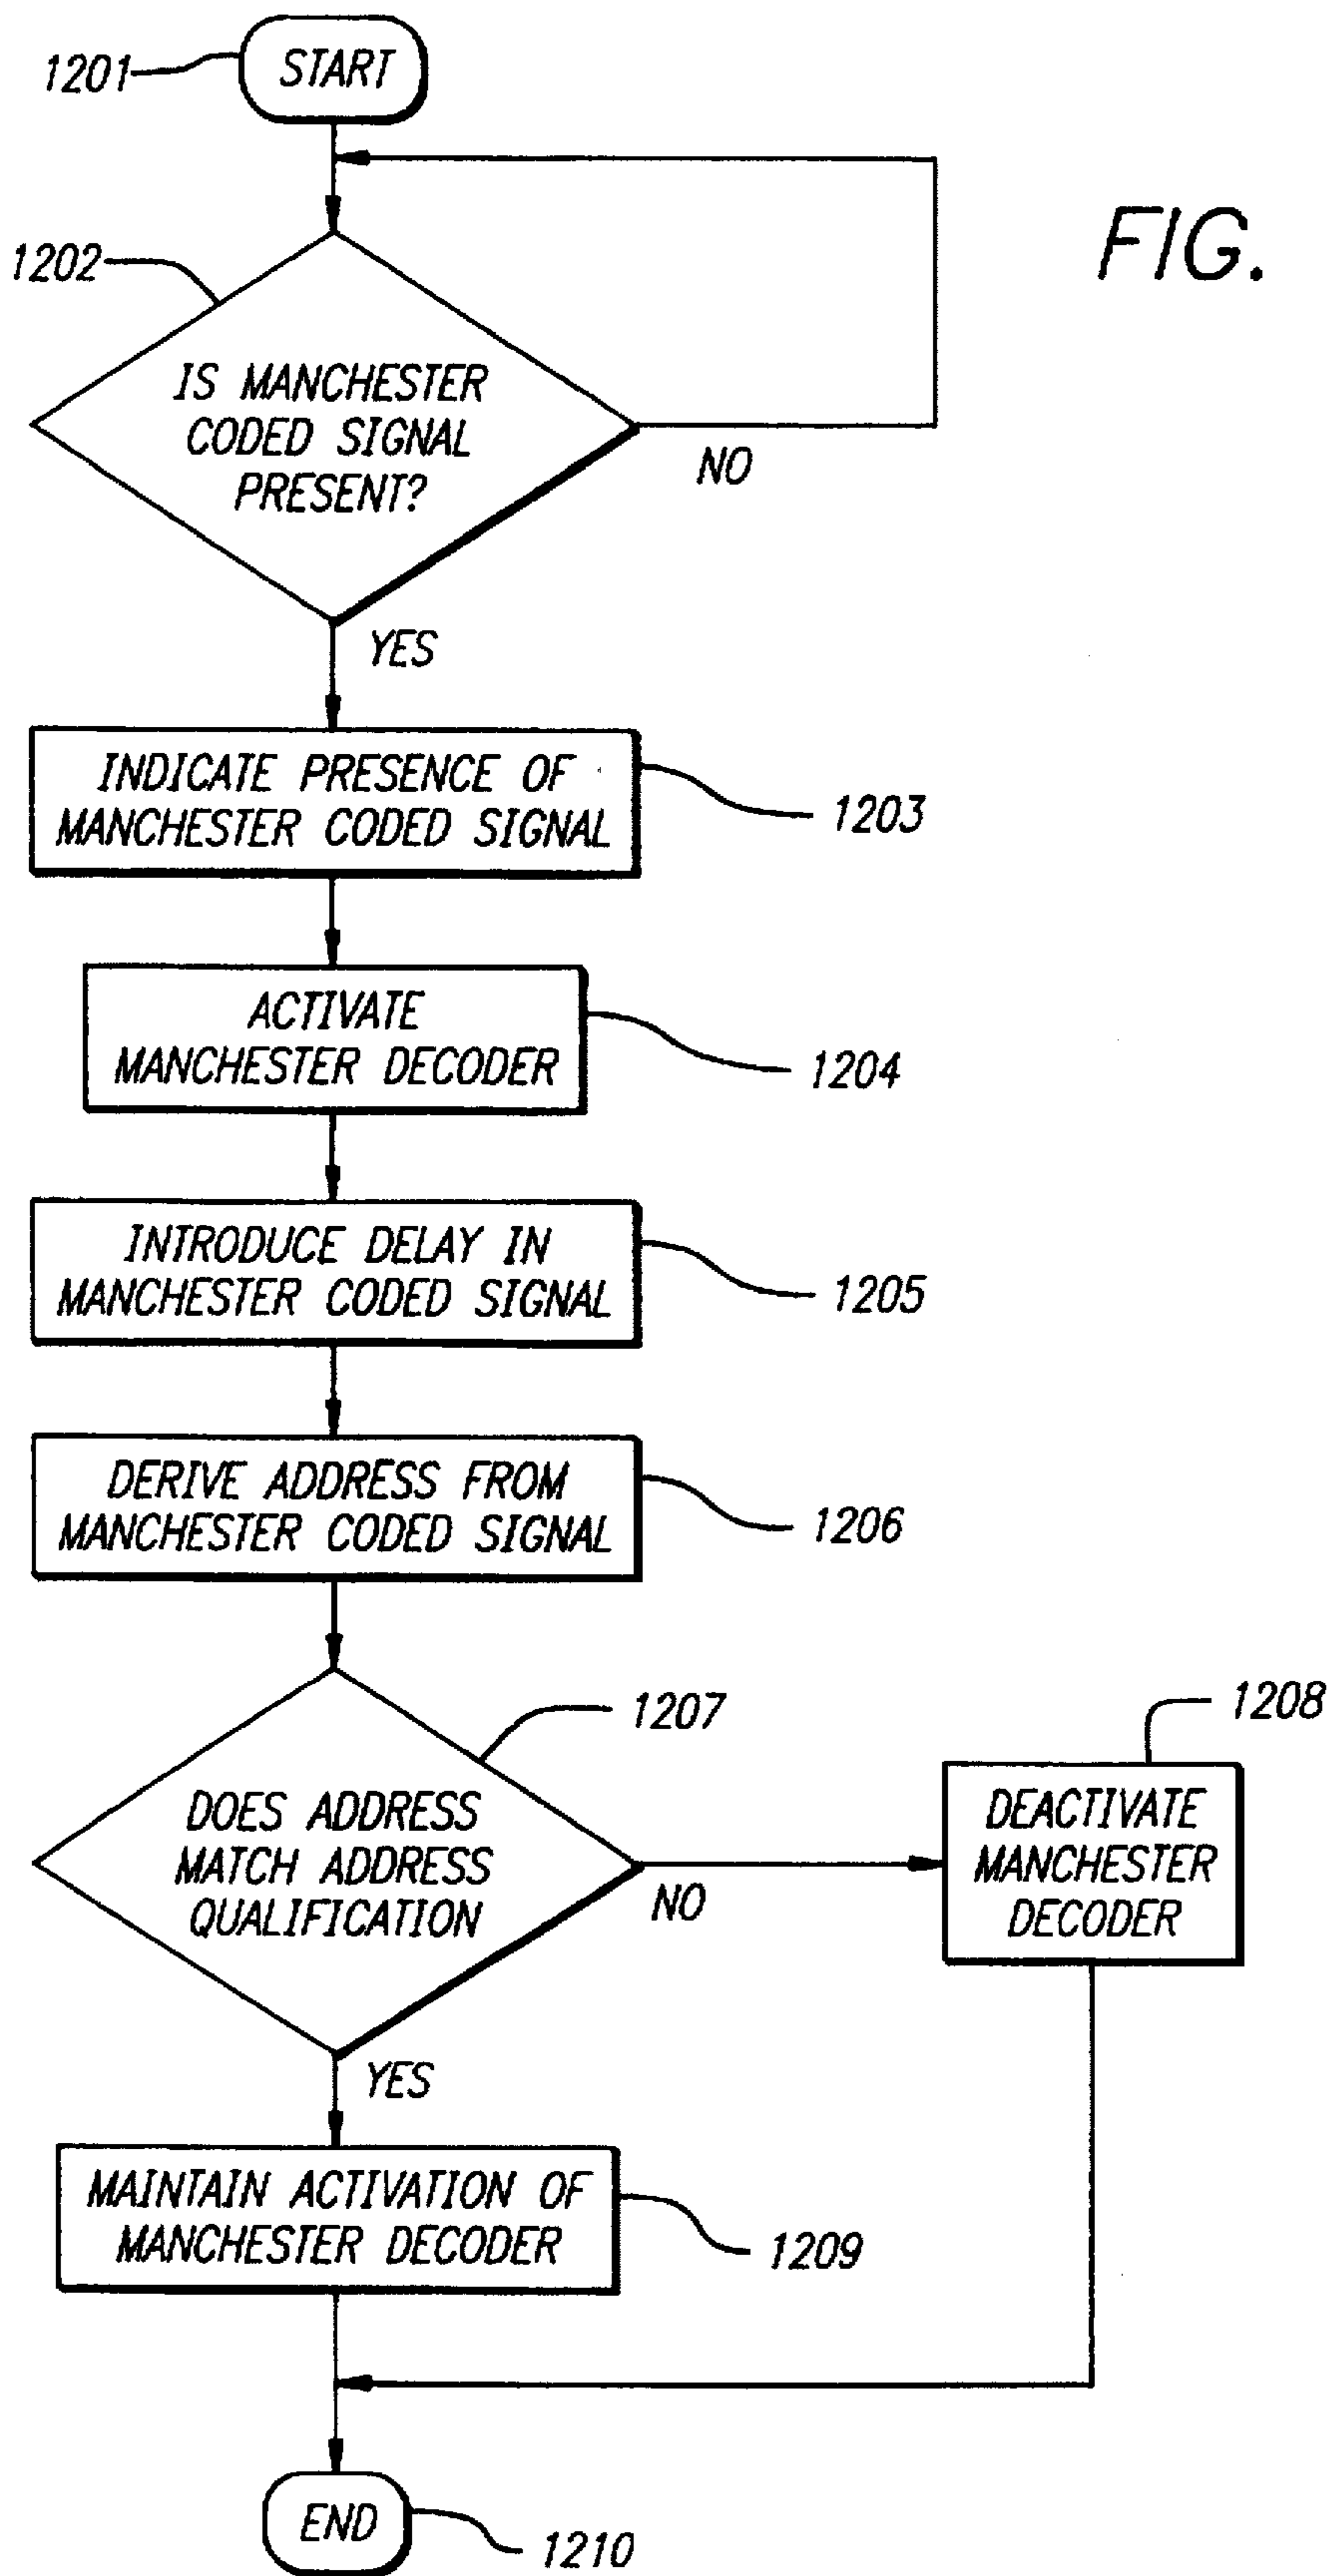 1201
START
FIG.
1202
IS MANCHESTER
CODED SIGNAL
PRESENT?
NO
YES
INDICATE PRESENCE OF
MANCHESTER CODED SIGNAL
1203
ACTIVATE
MANCHESTER DECODER
1204
INTRODUCE DELAY IN
MANCHESTER CODED SIGNAL
1205
DERIVE ADDRESS FROM
MANCHESTER CODED SIGNAL
1206
1207
DOES ADDRESS
MATCH ADDRESS
QUALIFICATION
NO
1208
DEACTIVATE
MANCHESTER
DECODER
YES
MAINTAIN ACTIVATION OF
MANCHESTER DECODER
1209
END
1210